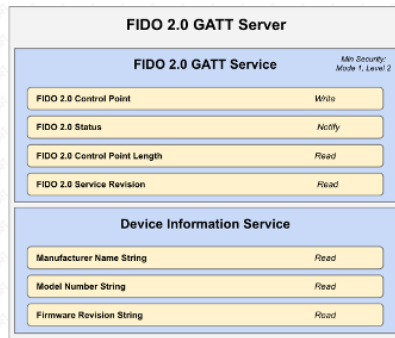 FIDO 2.0 GATT Server
FIDO 2.0 GATT Service
Min Security:
Mode 1, Level 2
FIDO 2.0 Control Point Write
FIDO 2.0 Status Notify
FIDO 2.0 Control Point Length Read
FIDO 2.0 Service Revision Read
Device Information Service
Manufacturer Name String Read
Model Number String Read
Firmware Revision String Read